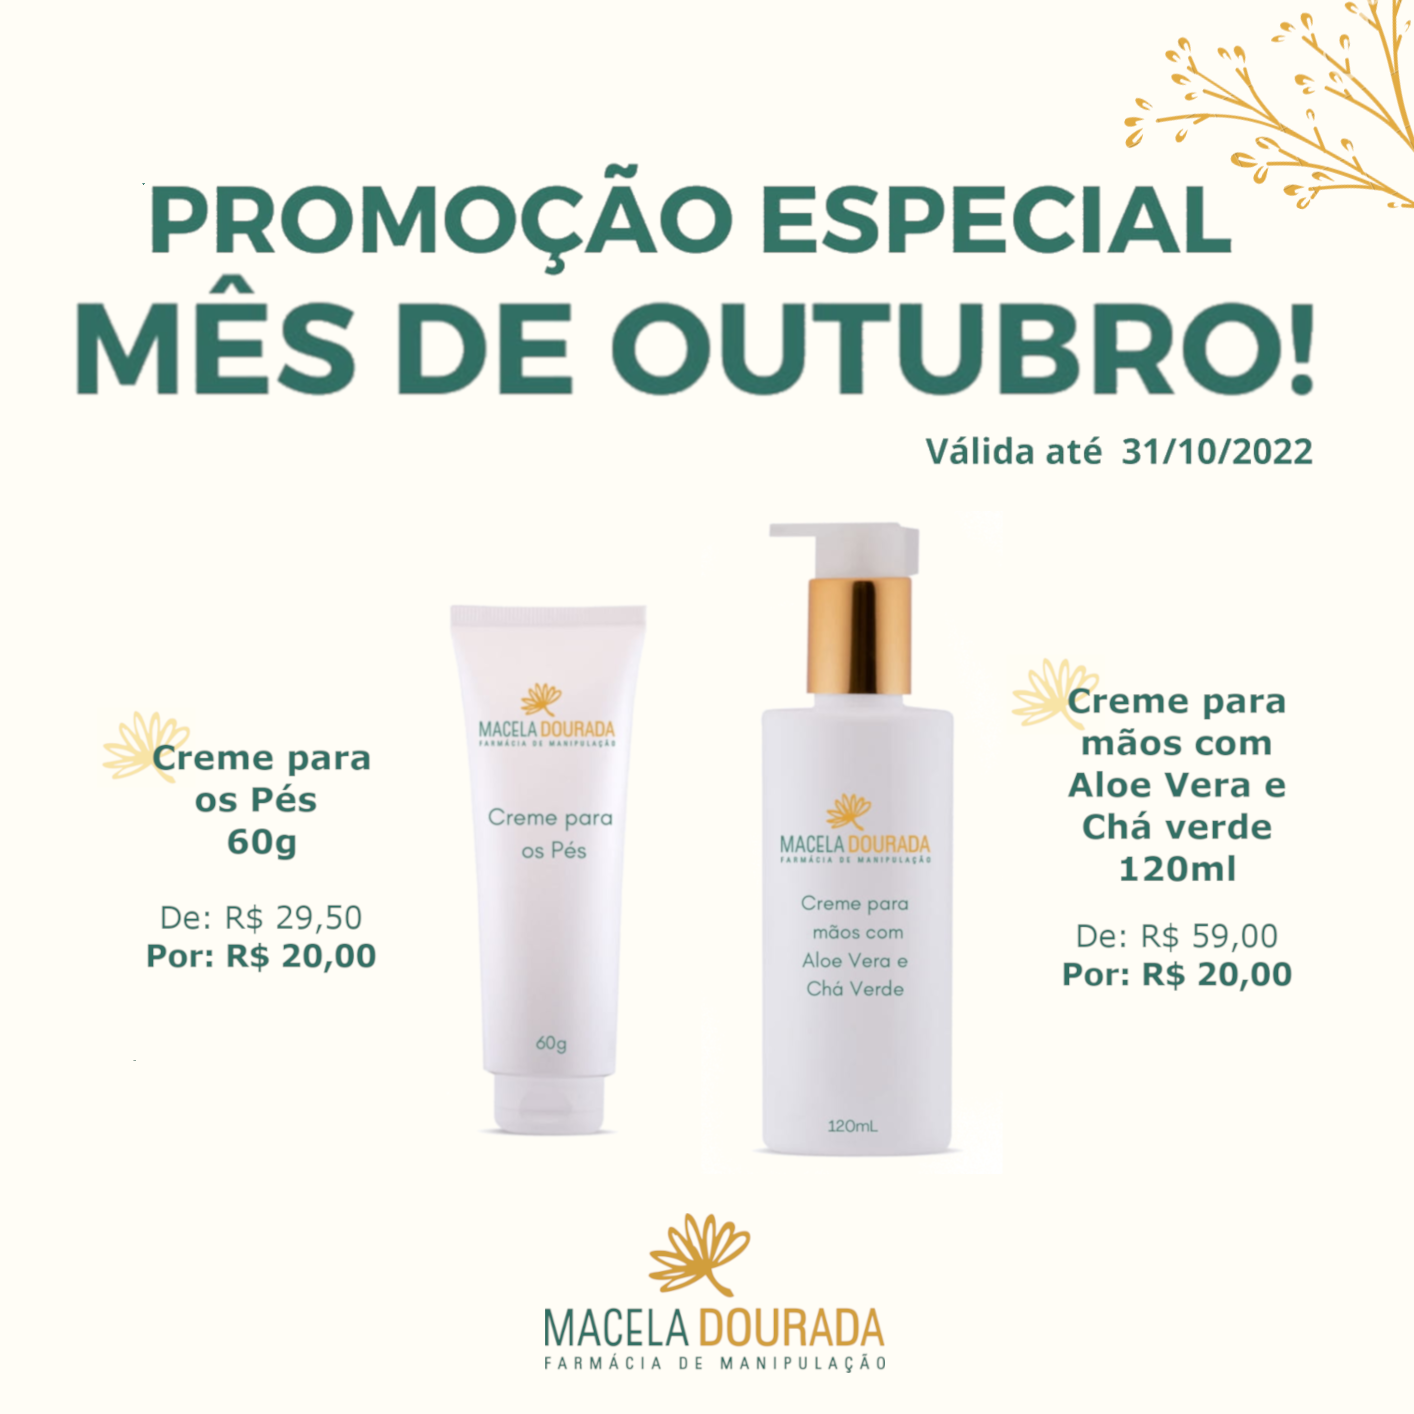 PROMOÇÃO ESPECIAL
MÊS DE OUTUBRO!
Válida até 31/10/2022
Creme para
os Pés
60g
De: R$ 29,50
Por: R$ 20,00
MACELA DOURADA
FARMÁCIA DE MANIPULAÇÃO
Creme para
os Pés
60g
MACELA DOURADA
FARMÁCIA DE MANIPULAÇÃO
Creme para
mãos com
Aloe Vera e
Chá Verde
120mL
Creme para
mãos com
Aloe Vera e
Chá verde
120ml
De: R$ 59,00
Por: R$ 20,00
MACELA DOURADA
FARMÁCIA DE MANIPULAÇÃO